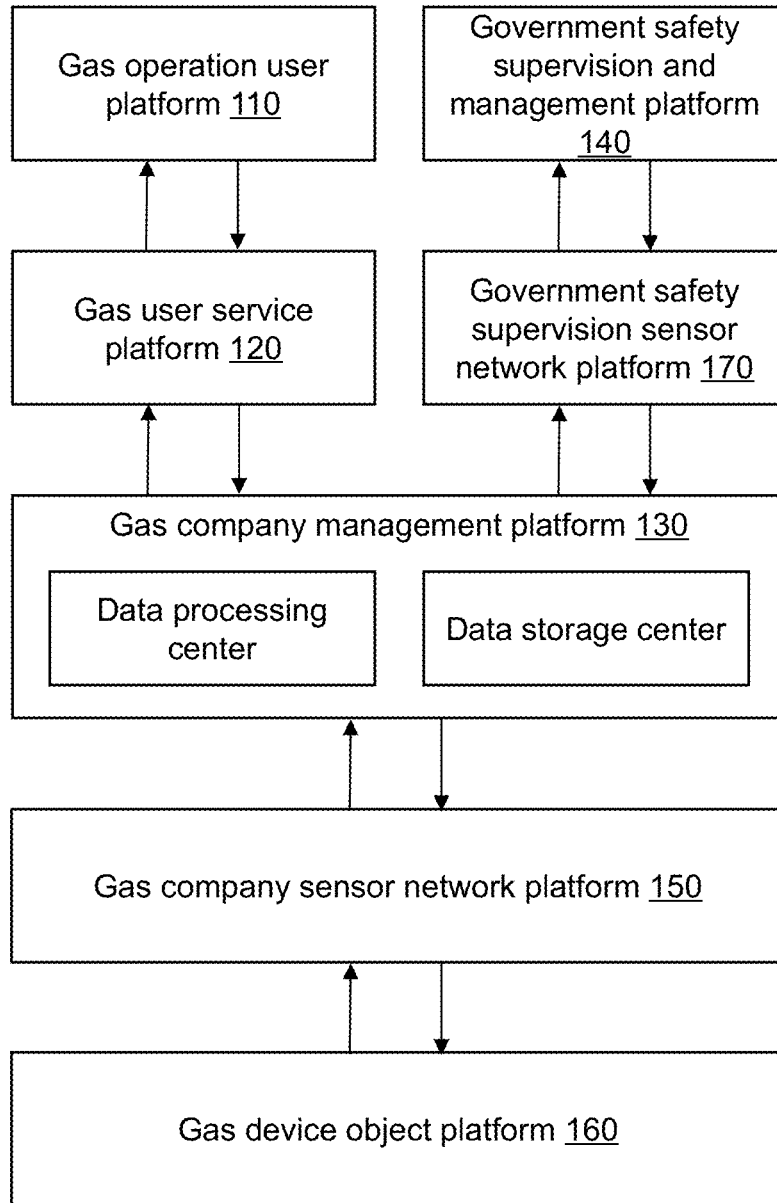 Gas operation user
platform 110
Government safety
supervision and
management platform
140
Gas user service
platform 120
Government safety
supervision sensor
network platform 170
Gas company management platform 130
Data processing
center
Data storage center
Gas company sensor network platform 150
Gas device object platform 160